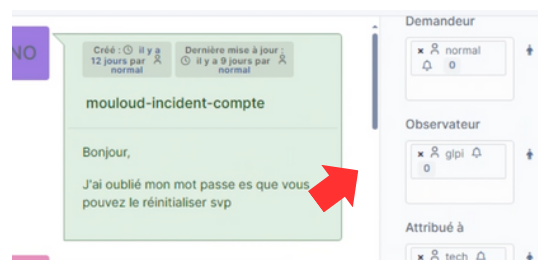 NO
Créé : il y a
12 jours par
normal
Dernière mise à jour :
il y a 9 jours par
normal
mouloud-incident-compte
Bonjour,
J'ai oublié mon mot passe es que vous
pouvez le réinitialiser svp
Demandeur
× normal
0
Observateur
× glpi
0
Attribué à
× tech